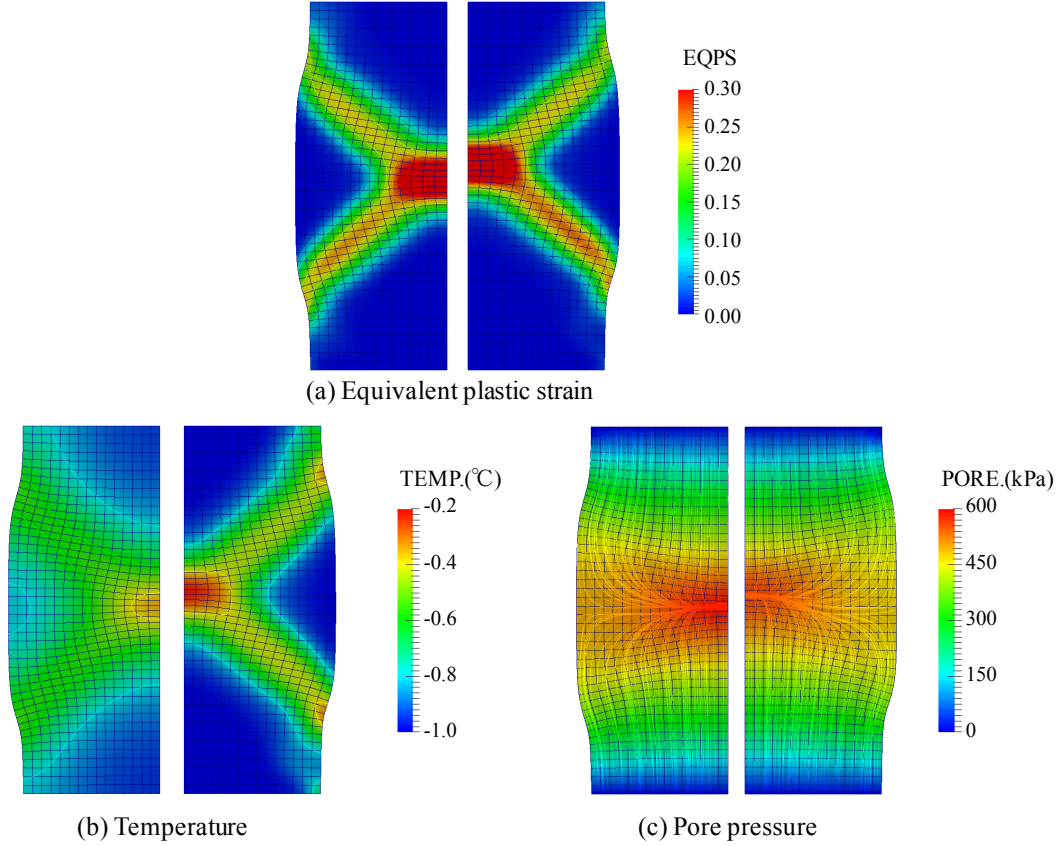 EQPS
0.30
0.25
0.20
0.15
0.10
0.05
0.00
(a) Equivalent plastic strain
TEMP.(℃)
-0.2
-0.4
-0.6
-0.8
-1.0
(b) Temperature
PORE.(kPa)
600
450
300
150
0
(c) Pore pressure